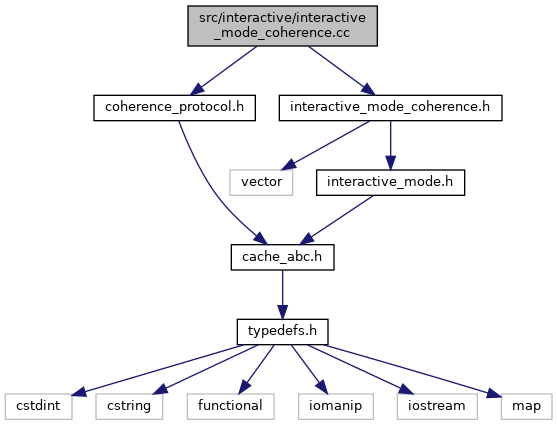 src/interactive/interactive
_mode_coherence.cc
coherence_protocol.h
interactive_mode_coherence.h
vector
interactive_mode.h
cache_abc.h
typedefs.h
cstdint
cstring
functional
iomanip
iostream
map